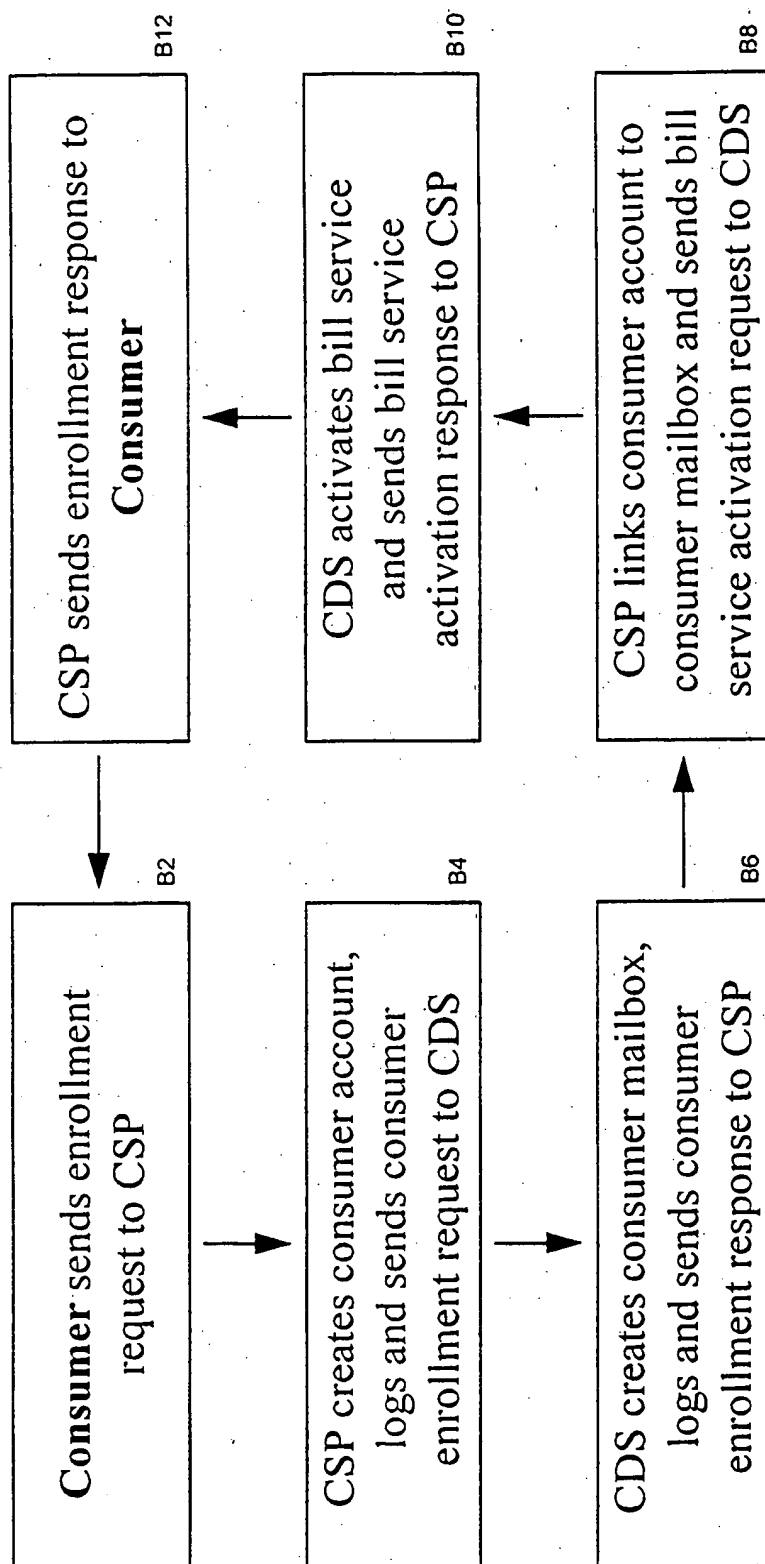 Consumer sends enrollment
request to CSP
B2
CSP creates consumer account,
logs and sends consumer
enrollment request to CDS
B4
CDS creates consumer mailbox,
logs and sends consumer
enrollment response to CSP
B6
CSP links consumer account to
consumer mailbox and sends bill
service activation request to CDS
B8
CDS activates bill service
and sends bill service
activation response to CSP
B10
CSP sends enrollment response to
Consumer
B12